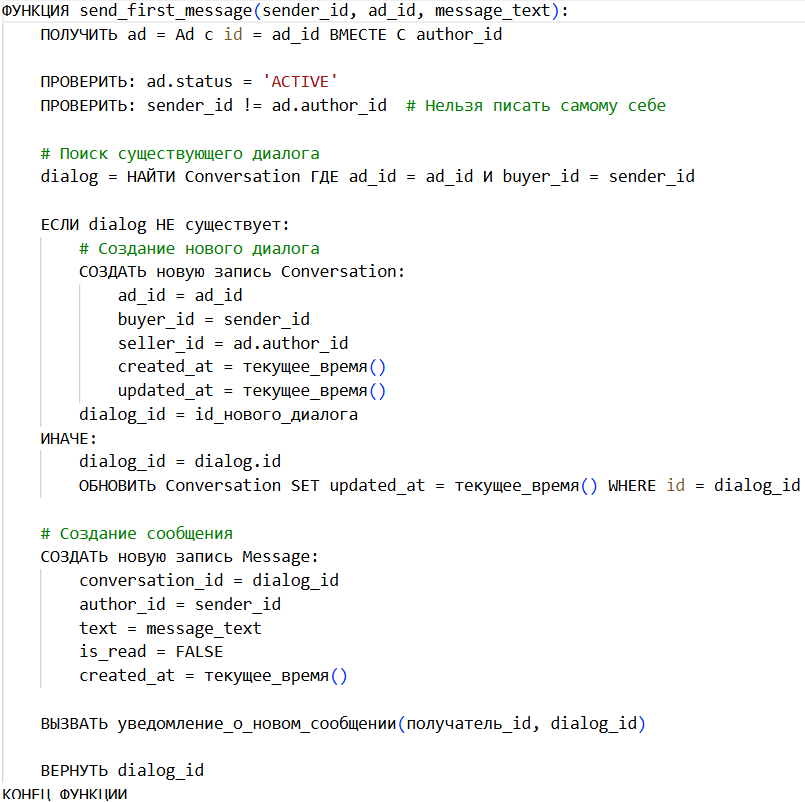 ФУНКЦИЯ send_first_message(sender_id, ad_id, message_text):
ПОЛУЧИТЬ ad = Ad с id = ad_id ВМЕСТЕ С author_id
ПРОВЕРИТЬ: ad.status = 'ACTIVE'
ПРОВЕРИТЬ: sender_id != ad.author_id  # Нельзя писать самому себе
# Поиск существующего диалога
dialog = НАЙТИ Conversation ГДЕ ad_id = ad_id И buyer_id = sender_id
ЕСЛИ dialog НЕ существует:
# Создание нового диалога
СОЗДАТЬ новую запись Conversation:
ad_id = ad_id
buyer_id = sender_id
seller_id = ad.author_id
created_at = текущее_время()
updated_at = текущее_время()
dialog_id = id_нового_диалога
ИНАЧЕ:
dialog_id = dialog.id
ОБНОВИТЬ Conversation SET updated_at = текущее_время() WHERE id = dialog_id
# Создание сообщения
СОЗДАТЬ новую запись Message:
conversation_id = dialog_id
author_id = sender_id
text = message_text
is_read = FALSE
created_at = текущее_время()
ВЫЗВАТЬ уведомление_о_новом_сообщении(получатель_id, dialog_id)
ВЕРНУТЬ dialog_id
КОНЕЦ ФУНКЦИИ